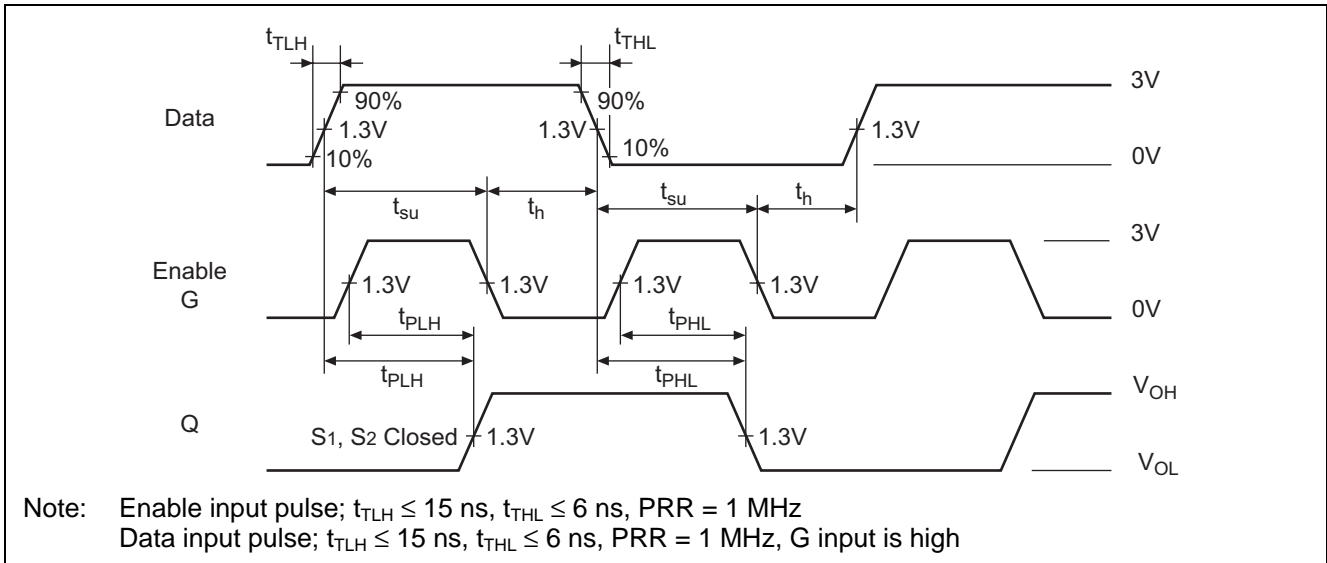 tTLH
tTHL
3V
90%
90%
Data
1.3V
1.3V
1.3V
10%
10%
0V
tsu
th
tsu
th
3V
Enable
G
1.3V
1.3V
1.3V
1.3V
0V
tPLH
tPHL
tPLH
tPHL
VOH
Q
S1, S2 Closed
1.3V
1.3V
VOL
Note: Enable input pulse; tTLH ≤ 15 ns, tTHL ≤ 6 ns, PRR = 1 MHz
Data input pulse; tTLH ≤ 15 ns, tTHL ≤ 6 ns, PRR = 1 MHz, G input is high